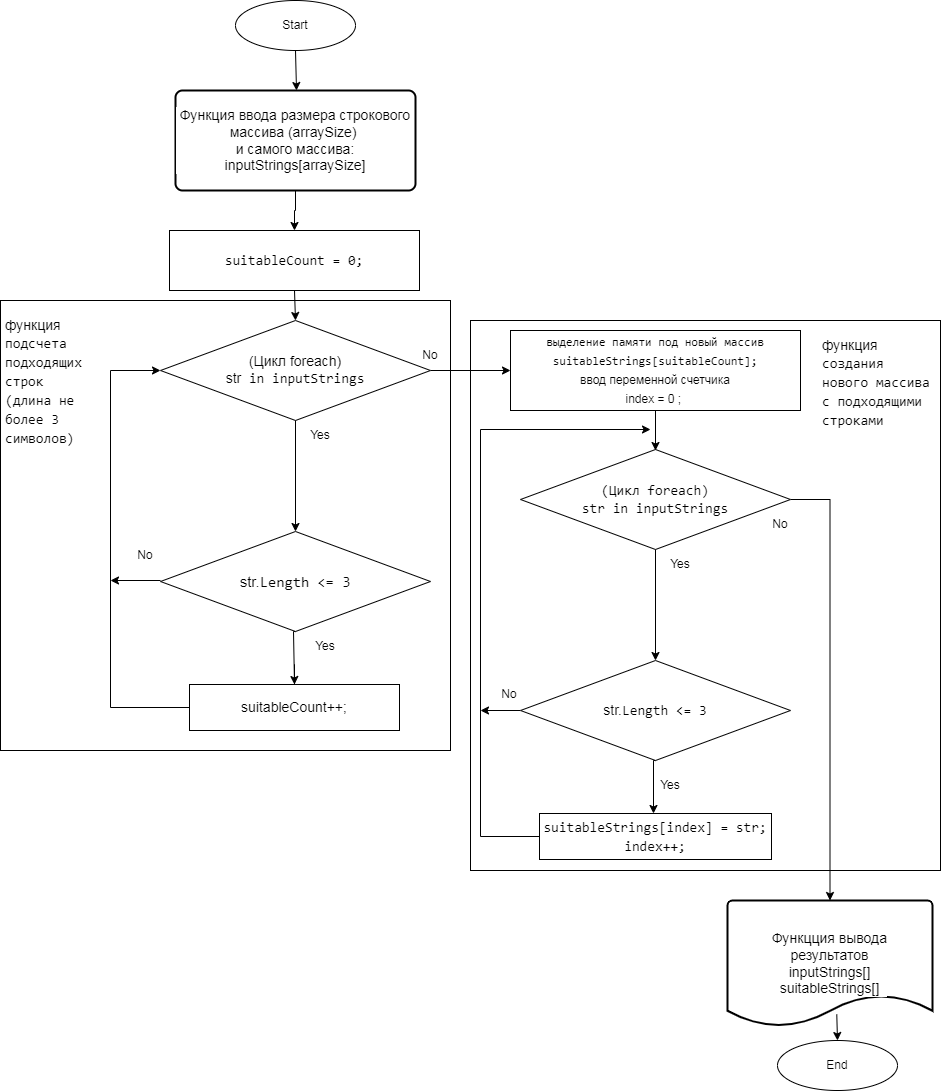 Start
Функция ввода размера строкового
массива (arraySize)
и самого массива:
inputStrings[arraySize]
suitableCount = 0;
функция
подсчета
подходящих
строк
(длина не
более 3
символов)
(Цикл foreach)
str in inputStrings
No
Yes
No
str.Length <= 3
Yes
suitableCount++;
выделение памяти под новый массив
suitableStrings[suitableCount];
ввод переменной счетчика
index = 0 ;
функция
создания
нового массива
с подходящими
строками
(Цикл foreach)
str in inputStrings
No
Yes
No
str.Length <= 3
Yes
suitableStrings[index] = str;
index++;
Функцция вывода
результатов
inputStrings[]
suitableStrings[]
End